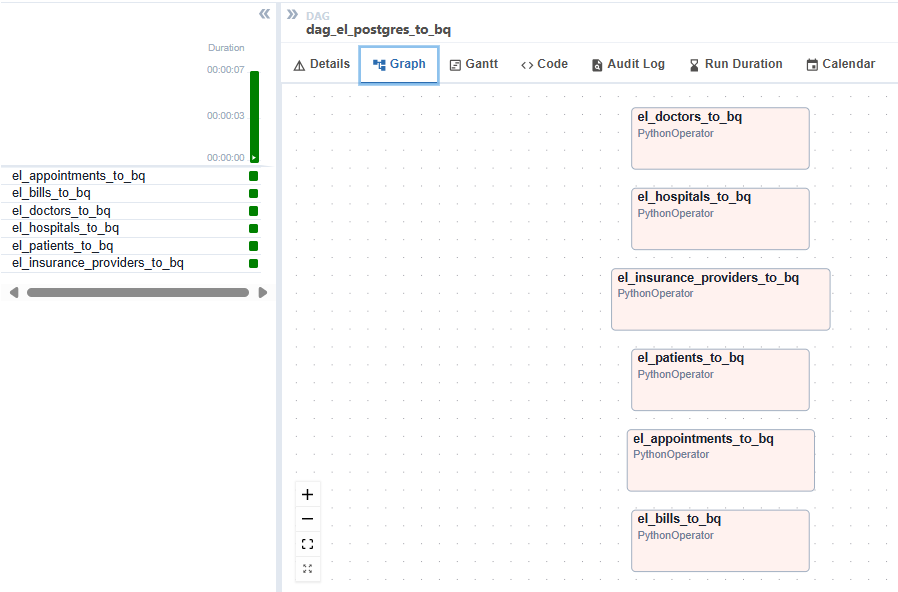 Duration
00:00:07
00:00:03
00:00:00
el_appointments_to_bq
el_bills_to_bq
el_doctors_to_bq
el_hospitals_to_bq
el_patients_to_bq
el_insurance_providers_to_bq
DAG
dag_el_postgres_to_bq
Details Graph Gantt Code Audit Log Run Duration Calendar
el_doctors_to_bq
PythonOperator
el_hospitals_to_bq
PythonOperator
el_insurance_providers_to_bq
PythonOperator
el_patients_to_bq
PythonOperator
el_appointments_to_bq
PythonOperator
el_bills_to_bq
PythonOperator